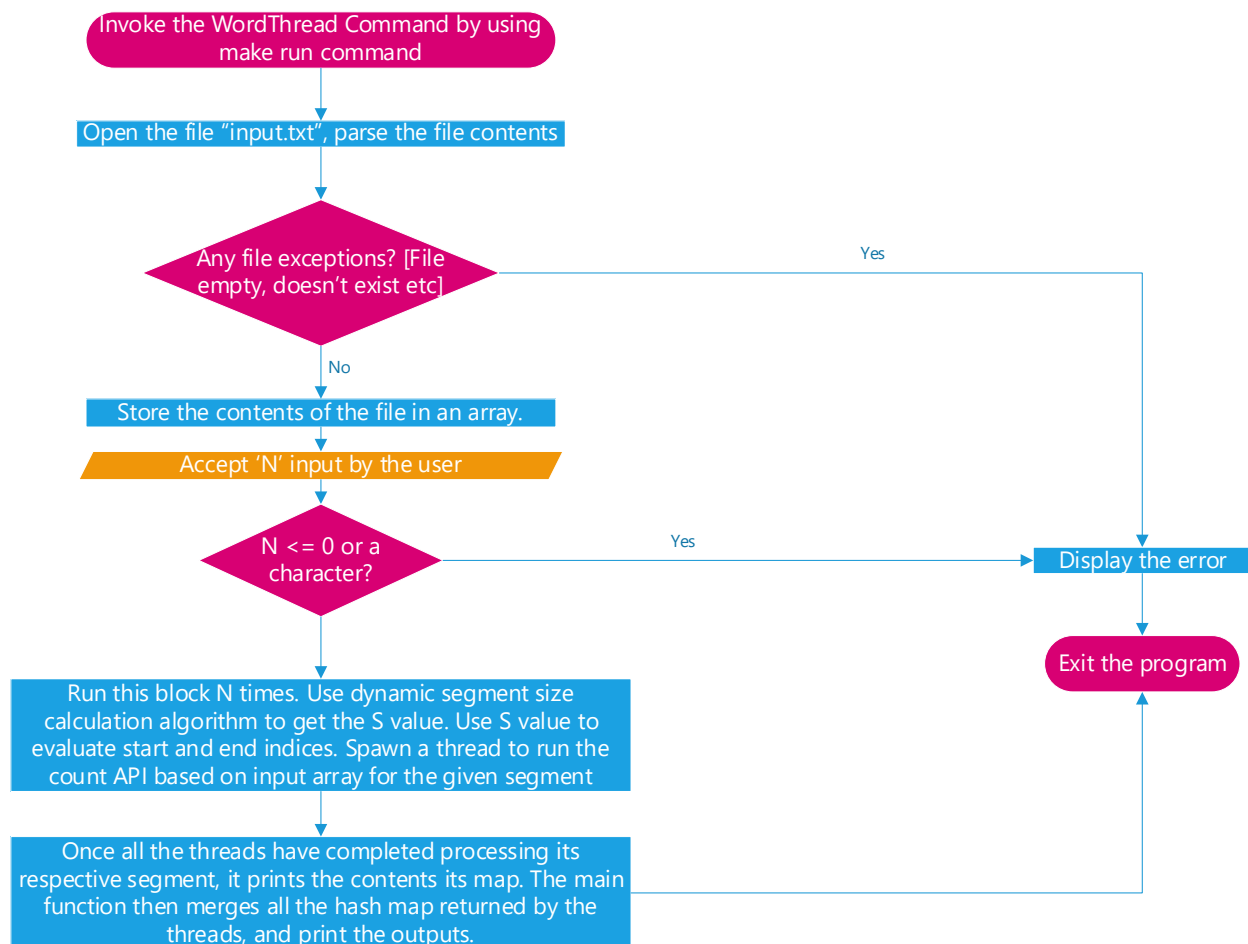 Invoke the WordThread Command by using
make run command
Open the file “input.txt”, parse the file contents
Any file exceptions? [File
empty, doesn’t exist etc]
Yes
No
Store the contents of the file in an array.
Accept ‘N’ input by the user
N <= 0 or a
character?
Yes
Display the error
Exit the program
Run this block N times. Use dynamic segment size
calculation algorithm to get the S value. Use S value to
evaluate start and end indices. Spawn a thread to run the
count API based on input array for the given segment
Once all the threads have completed processing its
respective segment, it prints the contents its map. The main
function then merges all the hash map returned by the
threads, and print the outputs.